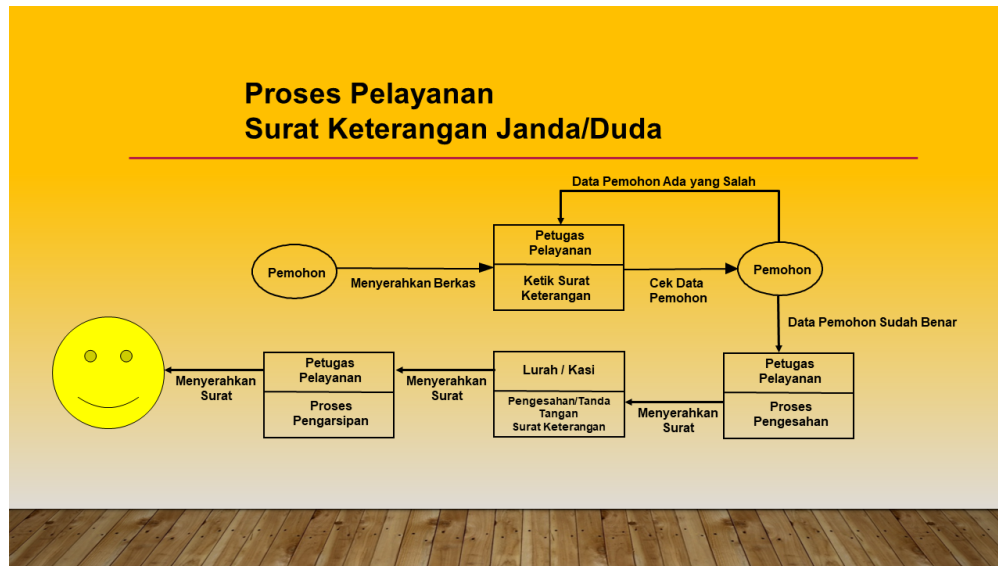 Proses Pelayanan
Surat Keterangan Janda/Duda
Data Pemohon Ada yang Salah
Pemohon
Menyerahkan Berkas
Petugas
Pelayanan
Ketik Surat
Keterangan
Cek Data
Pemohon
Pemohon
Data Pemohon Sudah Benar
Petugas
Pelayanan
Proses
Pengesahan
Menyerahkan
Surat
Lurah / Kasi
Pengesahan/Tanda
Tangan
Surat Keterangan
Menyerahkan
Surat
Petugas
Pelayanan
Proses
Pengarsipan
Menyerahkan
Surat